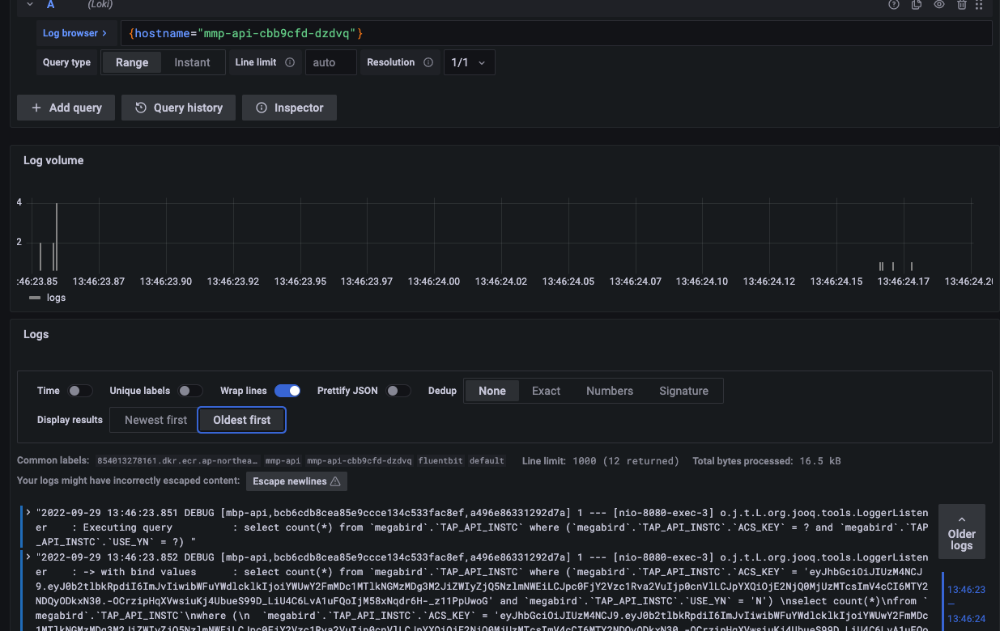 A (Loki)
Log browser > {hostname="mmp-api-cbb9cfd-dzdvq"}
Query type Range Instant Line limit auto Resolution 1/1
+ Add query Query history Inspector
Log volume
4
2
:46:23.85 13:46:23.87 13:46:23.90 13:46:23.92 13:46:23.95 13:46:23.97 13:46:24.00 13:46:24.02 13:46:24.05 13:46:24.07 13:46:24.10 13:46:24.12 13:46:24.15 13:46:24.17 13:46:24.20
logs
Logs
Time Unique labels Wrap lines Prettify JSON Dedup None Exact Numbers Signature
Display results Newest first Oldest first
Common labels: 854013278161.dkr.ecr.ap-northea… mmp-api mmp-api-cbb9cfd-dzdvq fluentbit default Line limit: 1000 (12 returned) Total bytes processed: 16.5 kB
Your logs might have incorrectly escaped content: Escape newlines
> "2022-09-29 13:46:23.851 DEBUG [mbp-api,bcb6cdb8cea85e9ccce134c533fac8ef,a496e86331292d7a] 1 --- [nio-8080-exec-3] o.j.t.L.org.jooq.tools.LoggerListen
er : Executing query : select count(*) from `megabird`.`TAP_API_INSTC` where (`megabird`.`TAP_API_INSTC`.`ACS_KEY` = ? and `megabird`.`TAP
_API_INSTC`.`USE_YN` = ?) "
> "2022-09-29 13:46:23.852 DEBUG [mbp-api,bcb6cdb8cea85e9ccce134c533fac8ef,a496e86331292d7a] 1 --- [nio-8080-exec-3] o.j.t.L.org.jooq.tools.LoggerListen
er : -> with bind values : select count(*) from `megabird`.`TAP_API_INSTC` where (`megabird`.`TAP_API_INSTC`.`ACS_KEY` = 'eyJhbGciOiJIUzM4NCJ
9.eyJ0b2tlbkRpdiI6ImJvIiwibWFuYWdlcklkIjoiYWUwY2FmMDc1MTlkNGMzMDg3M2JiZWIyZjQ5NzlmNWEiLCJpc0FjY2Vzc1Rva2VuIjp0cnVlLCJpYXQiOjE2NjQ0MjUzMTcsImV4cCI6MTY2
NDQyODkxN30.-OCrzipHqXVwsiuKj4UbueS99D_LiU4C6LvA1uFQoIjM58xNqdr6H-_z11PpUwoG' and `megabird`.`TAP_API_INSTC`.`USE_YN` = 'N') \nselect count(*)\nfrom `
megabird`.`TAP_API_INSTC`\nwhere (\n `megabird`.`TAP_API_INSTC`.`ACS_KEY` = 'eyJhbGciOiJIUzM4NCJ9.eyJ0b2tlbkRpdiI6ImJvIiwibWFuYWdlcklkIjoiYWUwY2FmMDc
Older
logs
13:46:23
—
13:46:24